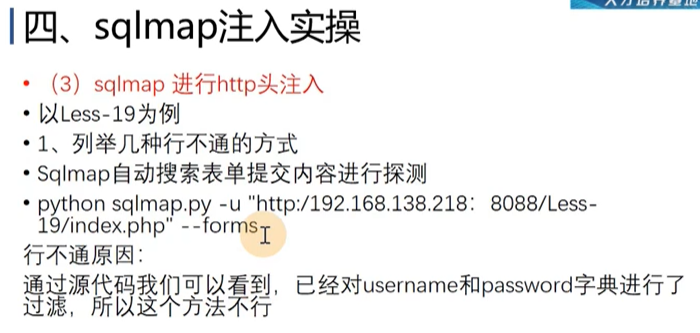 四、sqlmap注入实操
• （3）sqlmap 进行http头注入
• 以Less-19为例
• 1、列举几种行不通的方式
• Sqlmap自动搜索表单提交内容进行探测
• python sqlmap.py -u "http:/192.168.138.218：8088/Less-
19/index.php" --forms
行不通原因：
通过源代码我们可以看到，已经对username和password字典进行了
过滤，所以这个方法不行